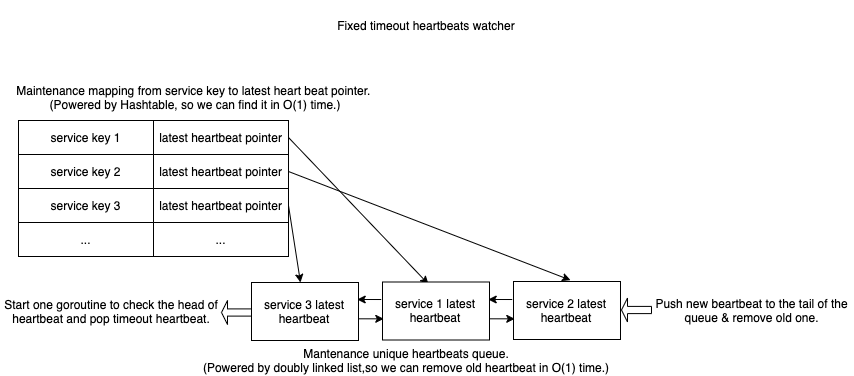 Fixed timeout heartbeats watcher
Maintenance mapping from service key to latest heart beat pointer.
(Powered by Hashtable, so we can find it in O(1) time.)
service key 1 latest heartbeat pointer
service key 2 latest heartbeat pointer
service key 3 latest heartbeat pointer
... ...
Start one goroutine to check the head of
heartbeat and pop timeout heartbeat.
service 3 latest
heartbeat
service 1 latest
heartbeat
service 2 latest
heartbeat
Push new beartbeat to the tail of the
queue & remove old one.
Mantenance unique heartbeats queue.
(Powered by doubly linked list,so we can remove old heartbeat in O(1) time.)